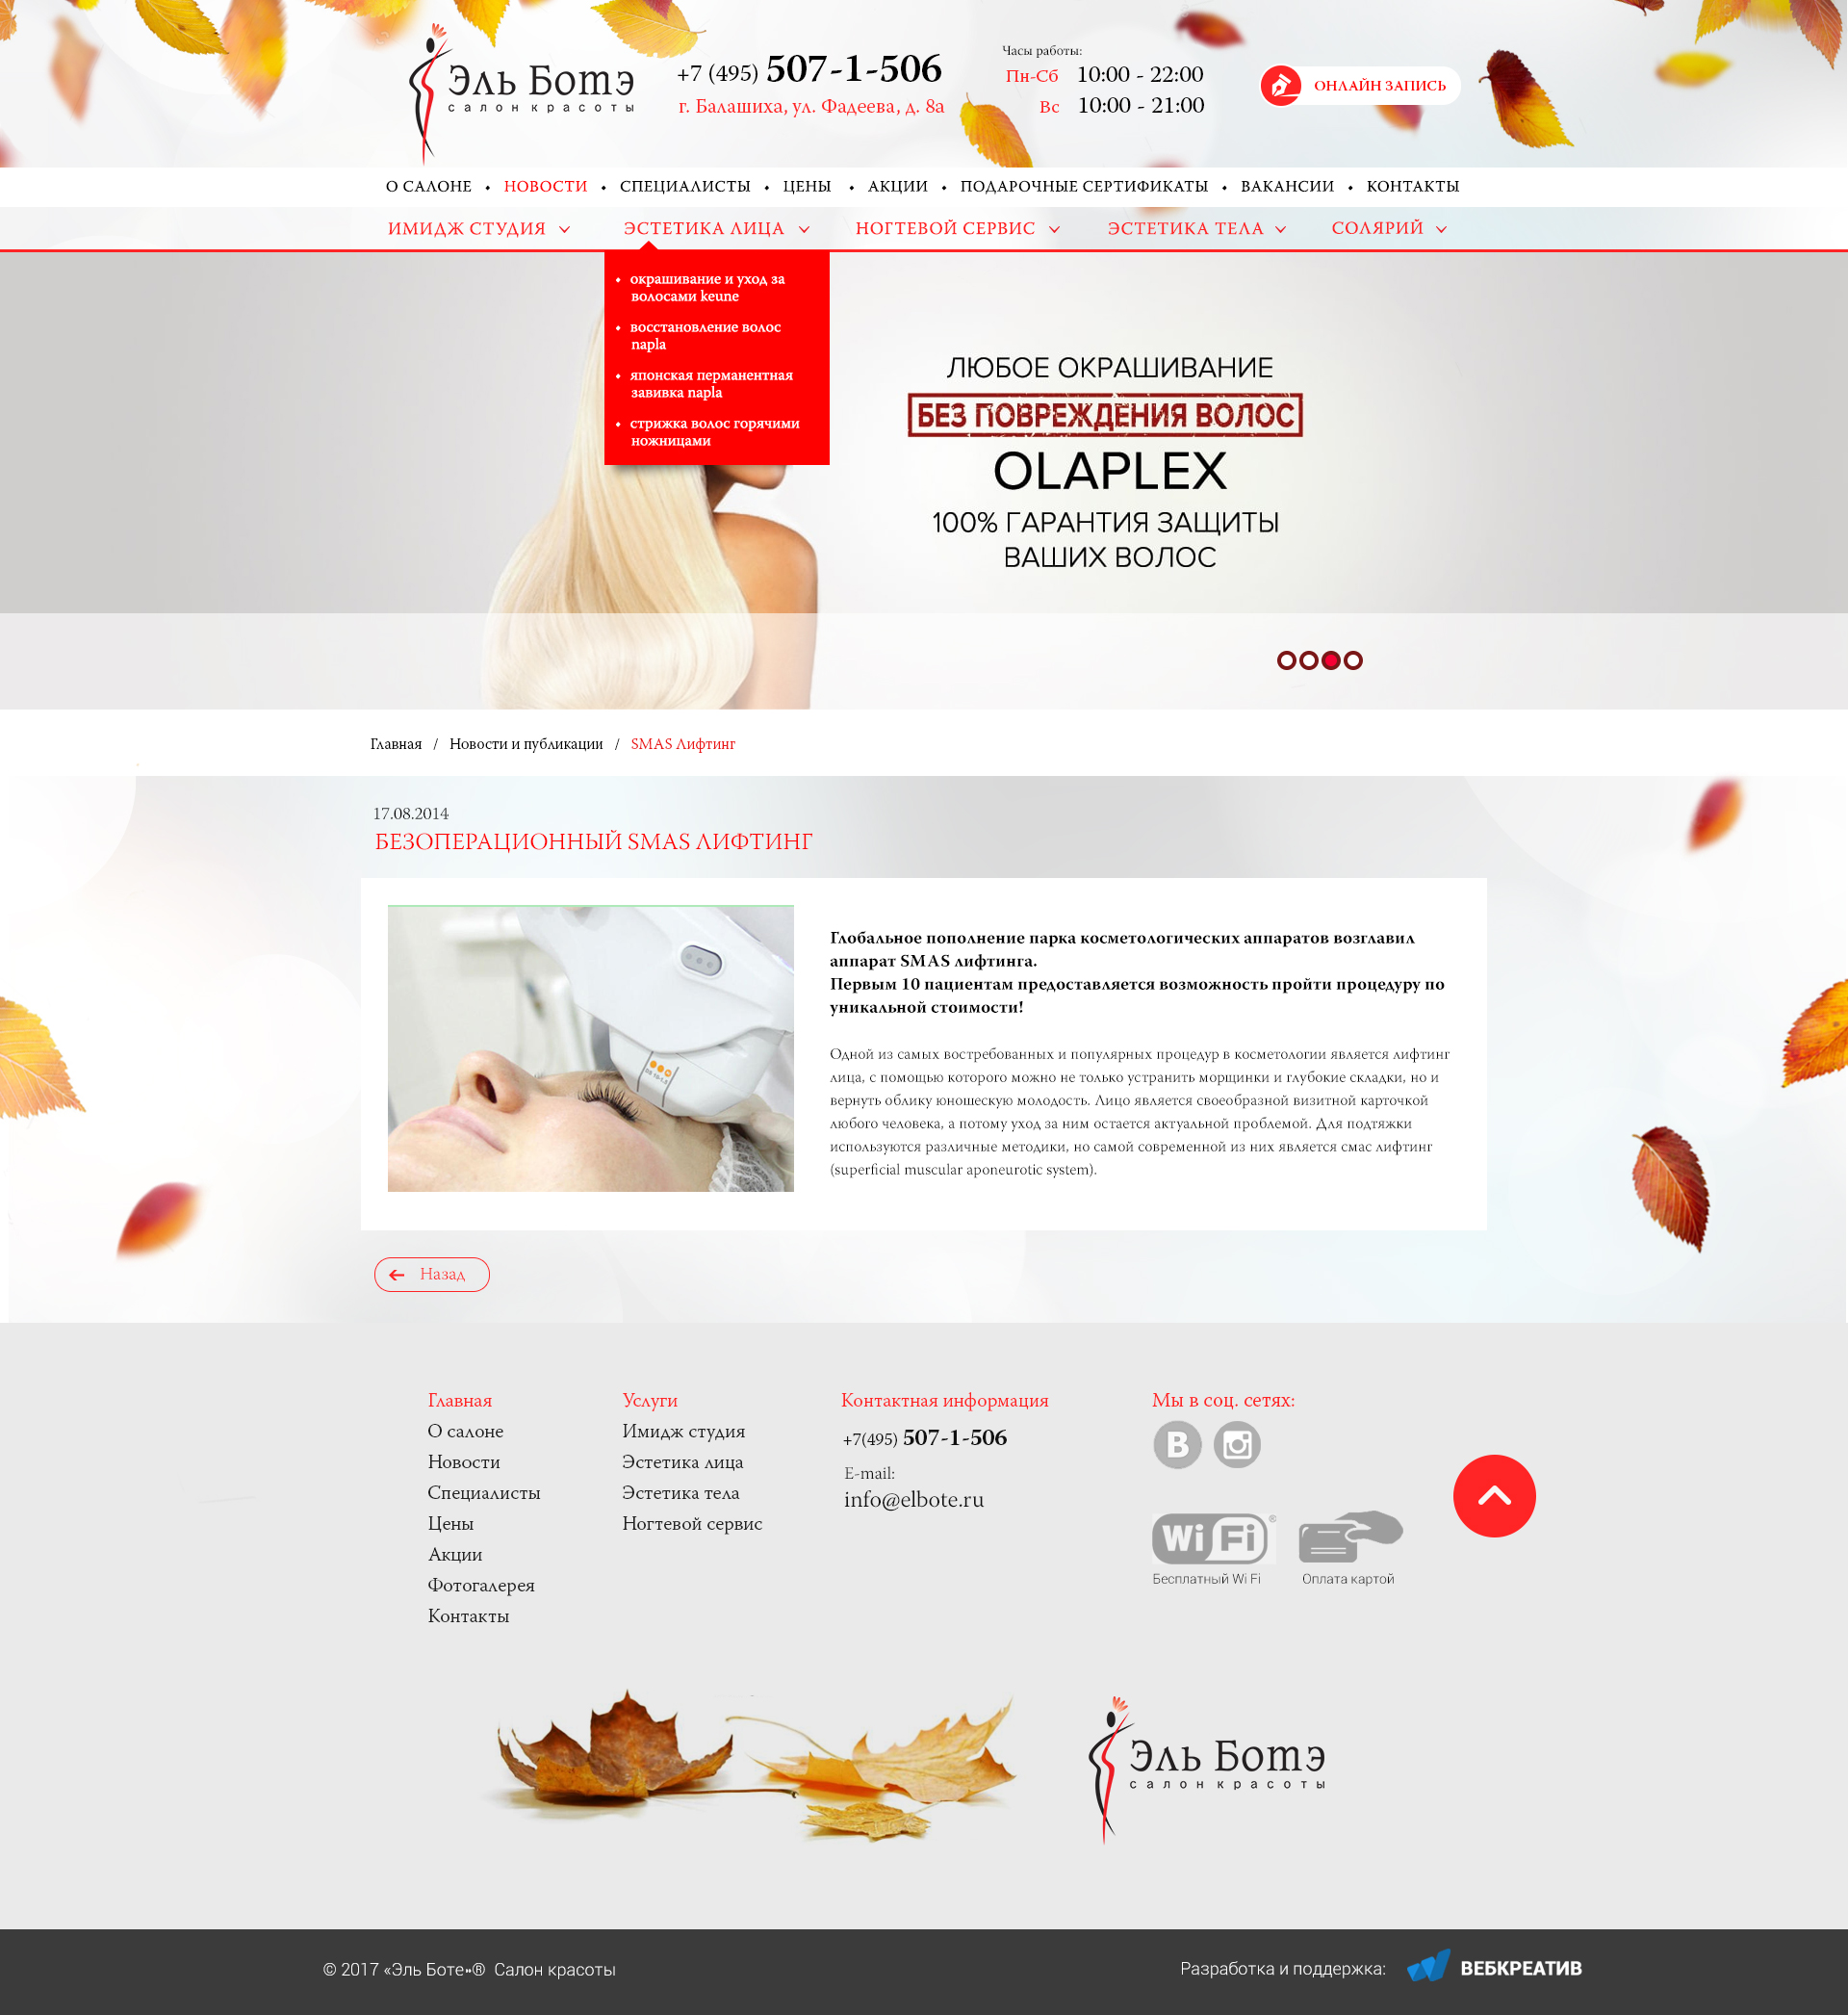 Эль Ботэ
салон красоты
+7 (495) 507-1-506
г. Балашиха, ул. Фадеева, д. 8а
Часы работы:
Пн-Сб 10:00 - 22:00
Вс 10:00 - 21:00
ОНЛАЙН ЗАПИСЬ
О САЛОНЕ • НОВОСТИ • СПЕЦИАЛИСТЫ • ЦЕНЫ • АКЦИИ • ПОДАРОЧНЫЕ СЕРТИФИКАТЫ • ВАКАНСИИ • КОНТАКТЫ
ИМИДЖ СТУДИЯ ЭСТЕТИКА ЛИЦА НОГТЕВОЙ СЕРВИС ЭСТЕТИКА ТЕЛА СОЛЯРИЙ
• окрашивание и уход за
волосами keune
• восстановление волос
napla
• японская перманентная
завивка napla
• стрижка волос горячими
ножницами
ЛЮБОЕ ОКРАШИВАНИЕ
БЕЗ ПОВРЕЖДЕНИЯ ВОЛОС
OLAPLEX
100% ГАРАНТИЯ ЗАЩИТЫ
ВАШИХ ВОЛОС
Главная / Новости и публикации / SMAS Лифтинг
17.08.2014
БЕЗОПЕРАЦИОННЫЙ SMAS ЛИФТИНГ
Глобальное пополнение парка косметологических аппаратов возглавил
аппарат SMAS лифтинга.
Первым 10 пациентам предоставляется возможность пройти процедуру по
уникальной стоимости!
Одной из самых востребованных и популярных процедур в косметологии является лифтинг
лица, с помощью которого можно не только устранить морщинки и глубокие складки, но и
вернуть облику юношескую молодость. Лицо является своеобразной визитной карточкой
любого человека, а потому уход за ним остается актуальной проблемой. Для подтяжки
используются различные методики, но самой современной из них является смас лифтинг
(superficial muscular aponeurotic system).
Назад
Главная
О салоне
Новости
Специалисты
Цены
Акции
Фотогалерея
Контакты
Услуги
Имидж студия
Эстетика лица
Эстетика тела
Ногтевой сервис
Контактная информация
+7(495) 507-1-506
E-mail:
info@elbote.ru
Мы в соц. сетях:
B
Wi Fi ®
Бесплатный Wi Fi
Оплата картой
Эль Ботэ
салон красоты
© 2017 «Эль Боте»® Салон красоты
Разработка и поддержка: ВЕБКРЕАТИВ